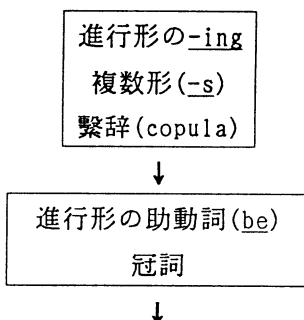 進行形の-ing
複数形(-s)
繋辞(copula)
↓
進行形の助動詞(be)
冠詞
↓